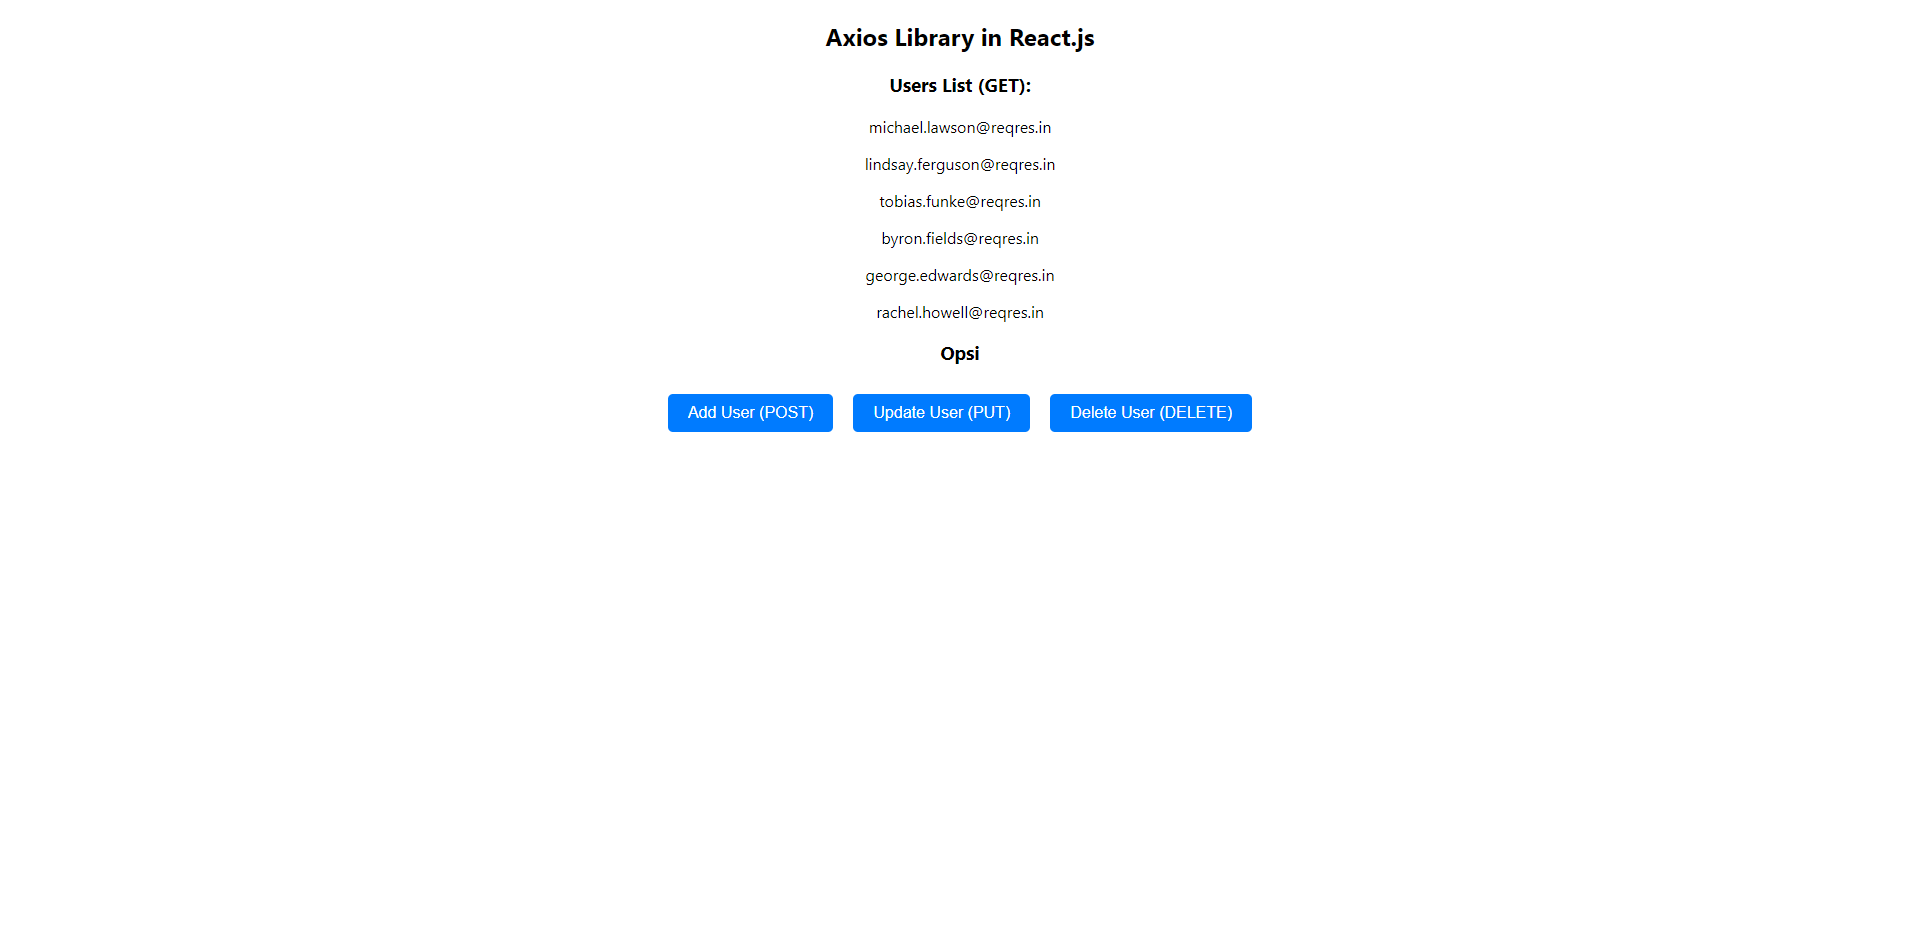 Axios Library in React.js
Users List (GET):
michael.lawson@reqres.in
lindsay.ferguson@reqres.in
tobias.funke@reqres.in
byron.fields@reqres.in
george.edwards@reqres.in
rachel.howell@reqres.in
Opsi
Add User (POST) Update User (PUT) Delete User (DELETE)